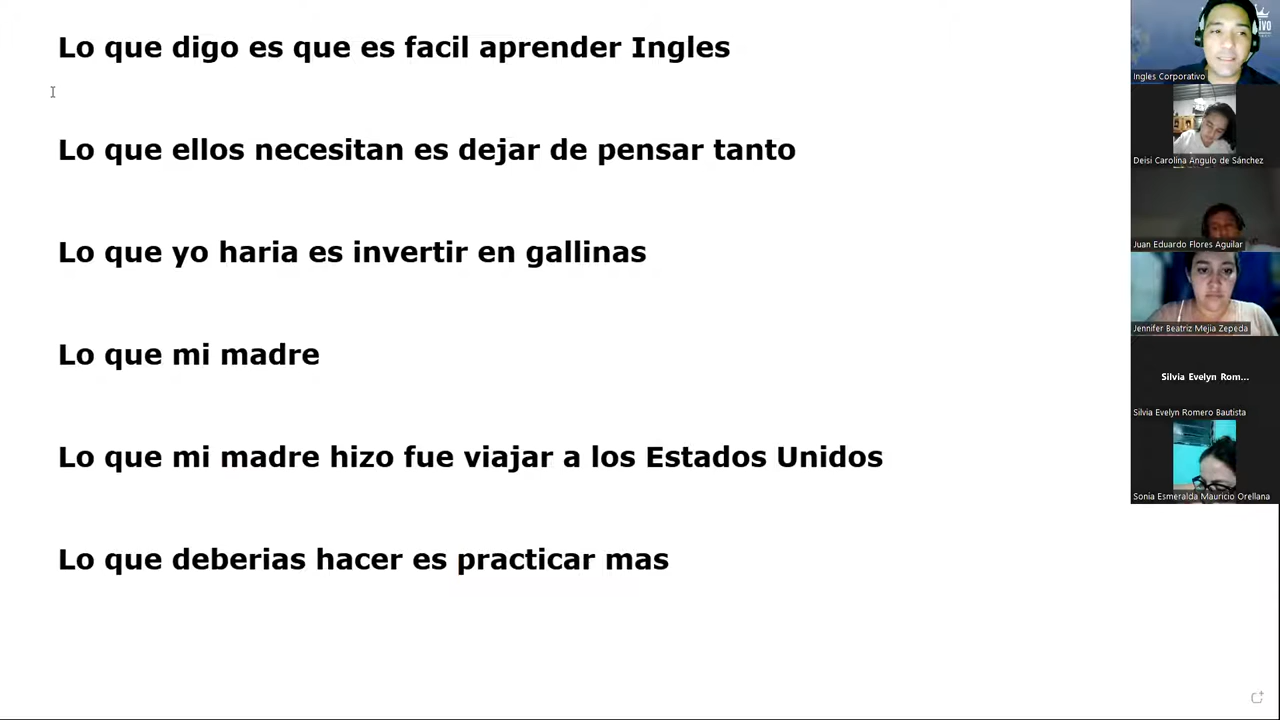 Lo que digo es que es facil aprender Ingles
Lo que ellos necesitan es dejar de pensar tanto
Lo que yo haria es invertir en gallinas
Lo que mi madre
Lo que mi madre hizo fue viajar a los Estados Unidos
Lo que deberias hacer es practicar mas
Ingles Corporativo
Deisi Carolina Angulo de Sánchez
Juan Eduardo Flores Aguilar
Jennifer Beatriz Mejia Zepeda
Silvia Evelyn Rom...
Silvia Evelyn Romero Bautista
Sonia Esmeralda Mauricio Orellana